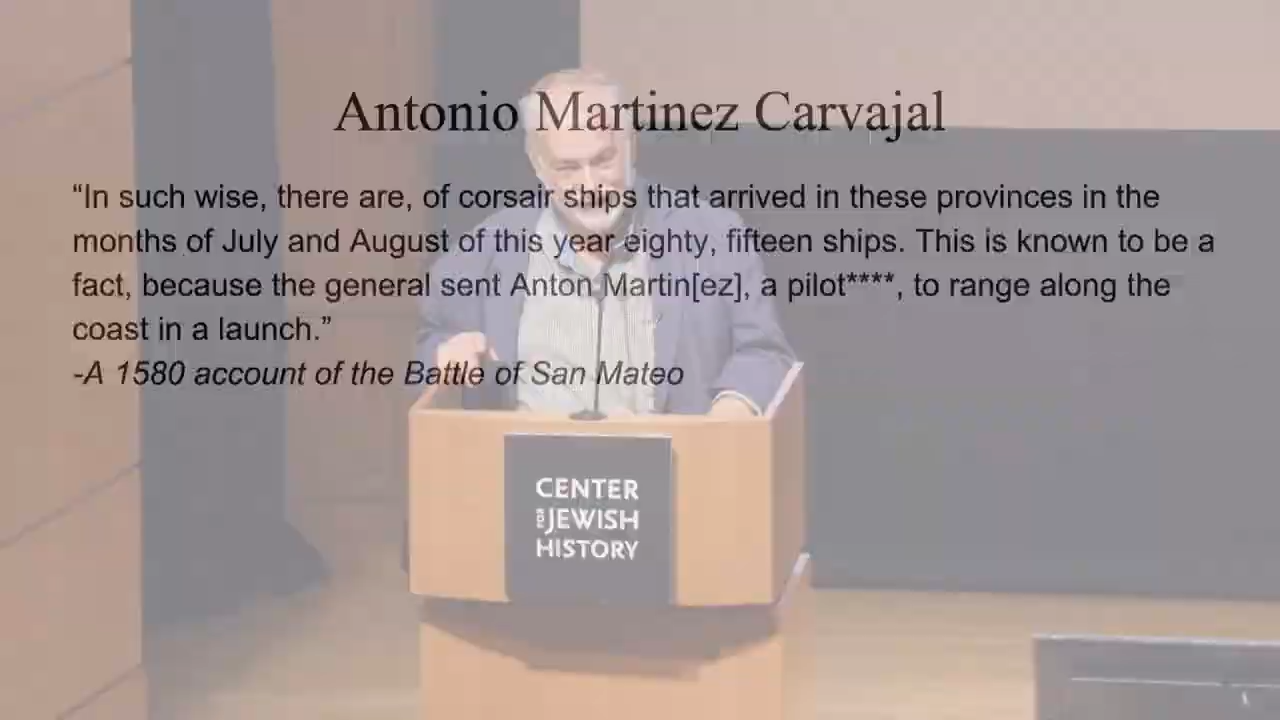 Antonio Martinez Carvajal
“In such wise, there are, of corsair ships that arrived in these provinces in the
months of July and August of this year eighty, fifteen ships. This is known to be a
fact, because the general sent Anton Martin[ez], a pilot****, to range along the
coast in a launch.”
-A 1580 account of the Battle of San Mateo
CENTER
FOR JEWISH
HISTORY